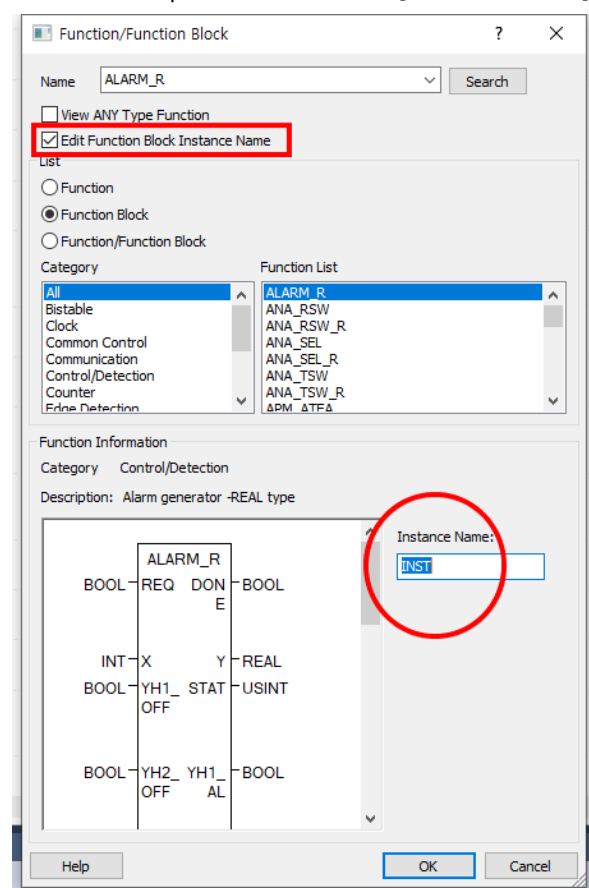 Function/Function Block ? ×
Name ALARM_R Search
View ANY Type Function
Edit Function Block Instance Name
List
Function
Function Block
Function/Function Block
Category Function List
All ALARM_R
Bistable ANA_RSW
Clock ANA_RSW_R
Common Control ANA_SEL
Communication ANA_SEL_R
Control/Detection ANA_TSW
Counter ANA_TSW_R
Edge Detection APM_ATEA
Function Information
Category Control/Detection
Description: Alarm generator -REAL type
Instance Name:
INST
ALARM_R
BOOL REQ DON BOOL
E
INT X Y REAL
BOOL YH1_ STAT USINT
OFF
BOOL YH2_ YH1_ BOOL
OFF AL
Help OK Cancel